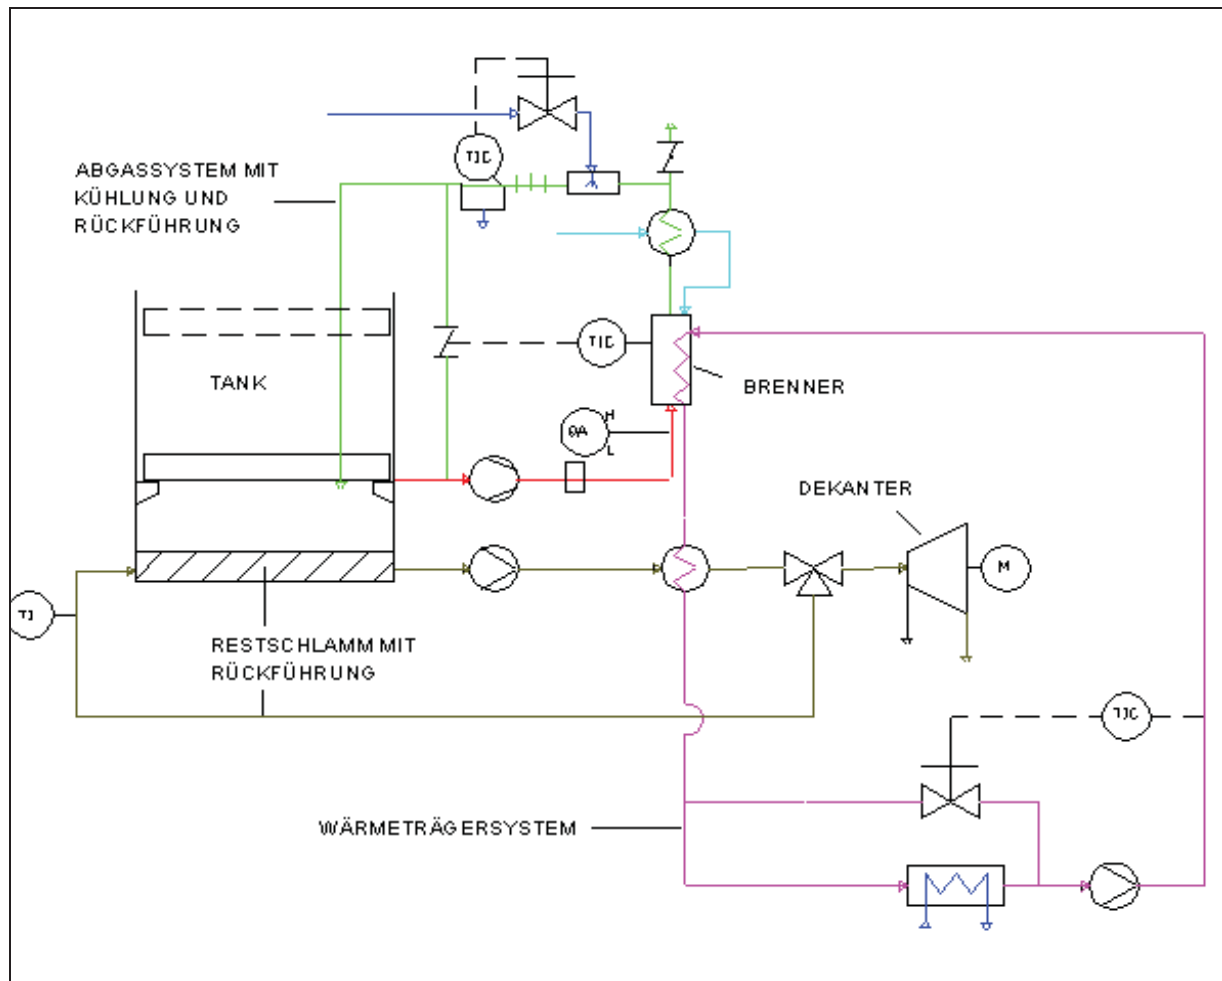 TIC
ABGASSYSTEM MIT
KÜHLUNG UND
RÜCKFÜHRUNG
TIC
TANK
BRENNER
QA
H
L
DEKANTER
M
TI
RESTSCHLAMM MIT
RÜCKFÜHRUNG
TIC
WÄRMETRÄGERSYSTEM